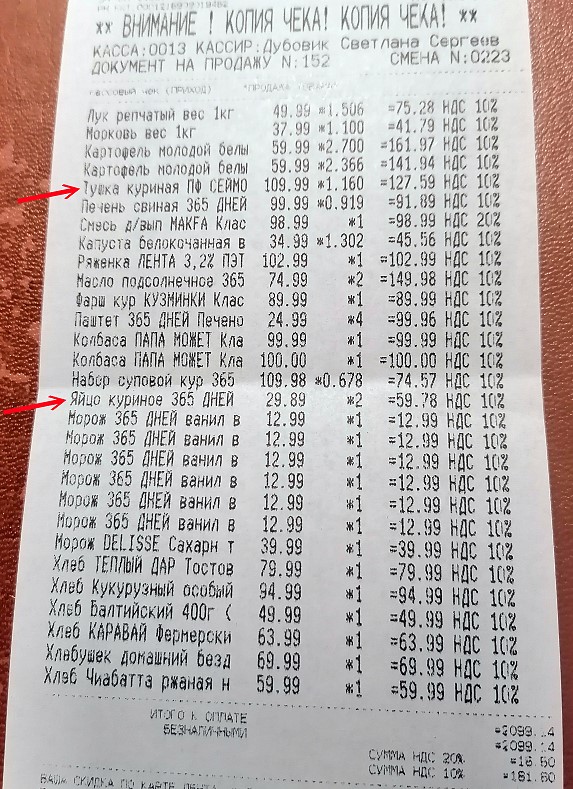 ** ВНИМАНИЕ ! КОПИЯ ЧЕКА! КОПИЯ ЧЕКА! **
КАССА:0013 КАССИР:Дубовик Светлана Сергеев
ДОКУМЕНТ НА ПРОДАЖУ N:152 СМЕНА N:0223
КАССОВЫЙ ЧЕК (ПРИХОД)
Лук репчатый вес 1кг 49.99 *1.506 =75.28 НДС 10%
Морковь вес 1кг 37.99 *1.100 =41.79 НДС 10%
Картофель молодой белы 59.99 *2.700 =161.97 НДС 10%
Картофель молодой белы 59.99 *2.366 =141.94 НДС 10%
Тушка куриная ПФ СЕЙМО 109.99 *1.160 =127.59 НДС 10%
Печень свиная 365 ДНЕЙ 99.99 *0.919 =91.89 НДС 10%
Смесь д/вып MAKFA Клас 98.99 *1 =98.99 НДС 20%
Капуста белокочанная в 34.99 *1.302 =45.56 НДС 10%
Ряженка ЛЕНТА 3,2% ПЭТ 102.99 *1 =102.99 НДС 10%
Масло подсолнечное 365 74.99 *2 =149.98 НДС 10%
Фарш кур КУЗМИНКИ Клас 89.99 *1 =89.99 НДС 10%
Паштет 365 ДНЕЙ Печено 24.99 *4 =99.96 НДС 10%
Колбаса ПАПА МОЖЕТ Кла 99.99 *1 =99.99 НДС 10%
Колбаса ПАПА МОЖЕТ Кла 100.00 *1 =100.00 НДС 10%
Набор суповой кур 365 109.98 *0.678 =74.57 НДС 10%
Яйцо куриное 365 ДНЕЙ 29.89 *2 =59.78 НДС 10%
Морож 365 ДНЕЙ ванил в 12.99 *1 =12.99 НДС 10%
Морож 365 ДНЕЙ ванил в 12.99 *1 =12.99 НДС 10%
Морож 365 ДНЕЙ ванил в 12.99 *1 =12.99 НДС 10%
Морож 365 ДНЕЙ ванил в 12.99 *1 =12.99 НДС 10%
Морож 365 ДНЕЙ ванил в 12.99 *1 =12.99 НДС 10%
Морож 365 ДНЕЙ ванил в 12.99 *1 =12.99 НДС 10%
Морож DELISSE Сахарн т 39.99 *1 =39.99 НДС 10%
Хлеб ТЕПЛЫЙ ДАР Тостов 79.99 *1 =79.99 НДС 10%
Хлеб Кукурузный особый 94.99 *1 =94.99 НДС 10%
Хлеб Балтийский 400г ( 49.99 *1 =49.99 НДС 10%
Хлеб КАРАВАЙ Фермерски 63.99 *1 =63.99 НДС 10%
Хлебушек домашний безд 69.99 *1 =69.99 НДС 10%
Хлеб Чиабатта ржаная н 59.99 *1 =59.99 НДС 10%
ИТОГО К ОПЛАТЕ
БЕЗНАЛИЧНЫМИ
СУММА НДС 20% =16.50
СУММА НДС 10% =181.60
ВАША СКИДКА ПО КАРТЕ ЛЕНТА